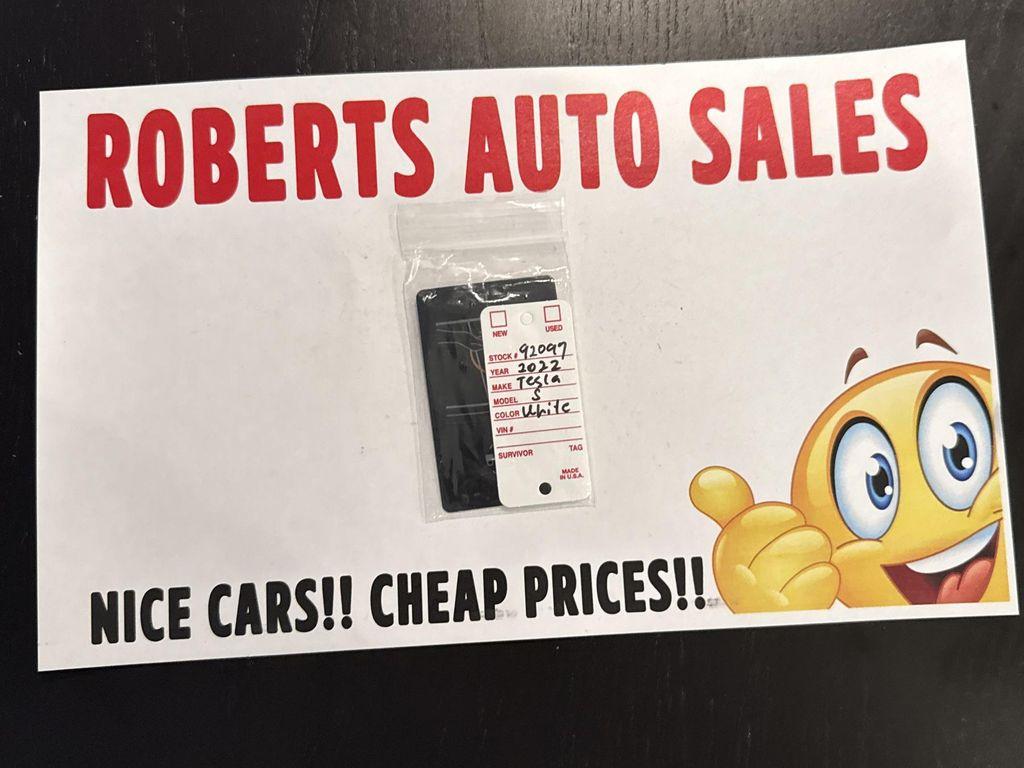 ROBERTS AUTO SALES
NEW USED
STOCK # 92097
YEAR 2022
MAKE Tesla
MODEL S
COLOR White
VIN #
SURVIVOR TAG
MADE
IN U.S.A.
NICE CARS!! CHEAP PRICES!!